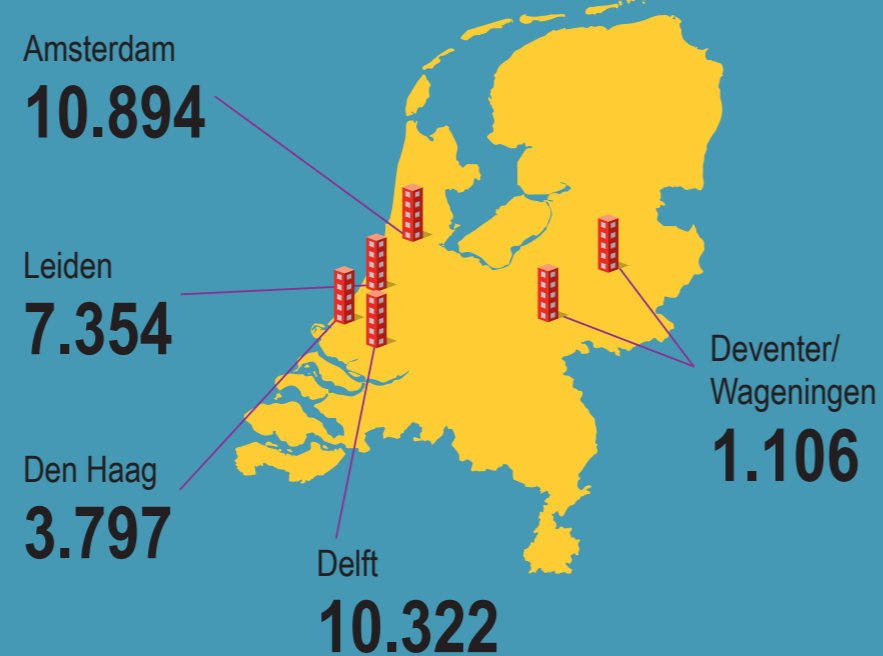 Amsterdam
10.894
Leiden
7.354
Den Haag
3.797
Delft
10.322
Deventer/
Wageningen
1.106